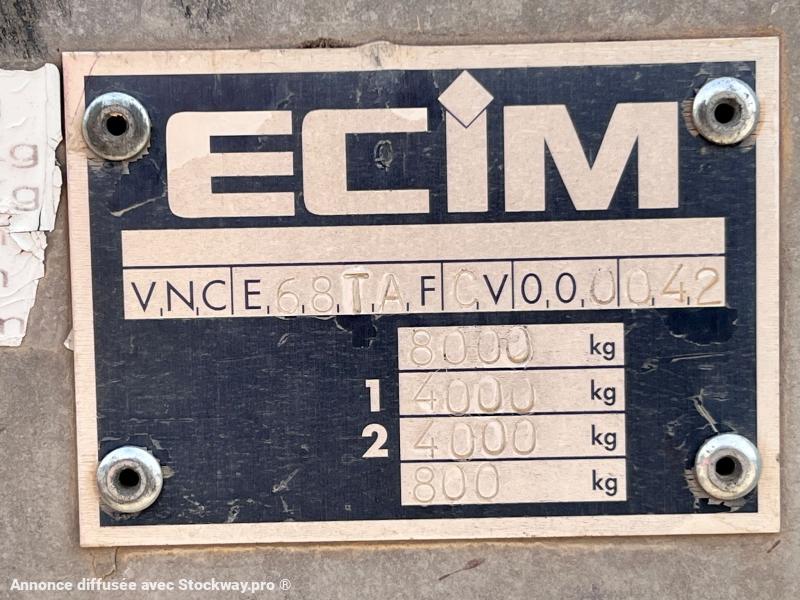 ECIM
VNCE68TAFCV000042
8000 kg
1 4000 kg
2 4000 kg
800 kg
Annonce diffusée avec Stockway.pro ®